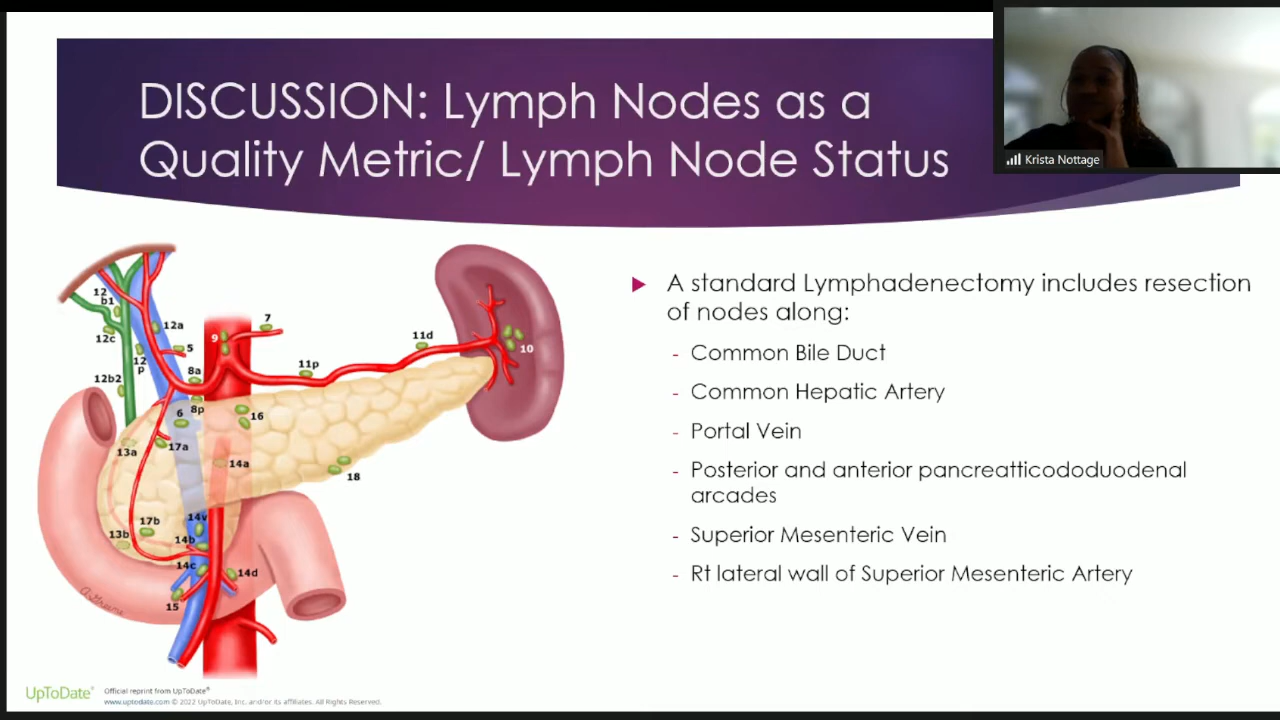 DISCUSSION: Lymph Nodes as a
Quality Metric/ Lymph Node Status
Krista Nottage
A standard Lymphadenectomy includes resection
of nodes along:
- Common Bile Duct
- Common Hepatic Artery
- Portal Vein
- Posterior and anterior pancreatticododuodenal
arcades
- Superior Mesenteric Vein
- Rt lateral wall of Superior Mesenteric Artery
12
b1
12c
12a
12
p
12b2
5
8a
8p
9
7
11p
11d
10
6
16
17a
13a
14a
18
17b
13b
14v
14b
14c
14d
15
UpToDate®
Official reprint from UpToDate®
www.uptodate.com © 2022 UpToDate, Inc. and/or its affiliates. All Rights Reserved.